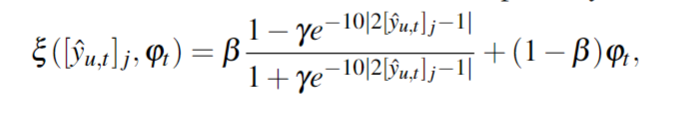 ξ([ŷ_{u,t}]_j, φ_t) = β \frac{1 − γe^{−10|2[ŷ_{u,t}]_j−1|}}{1 + γe^{−10|2[ŷ_{u,t}]_j−1|}} + (1 − β)φ_t,